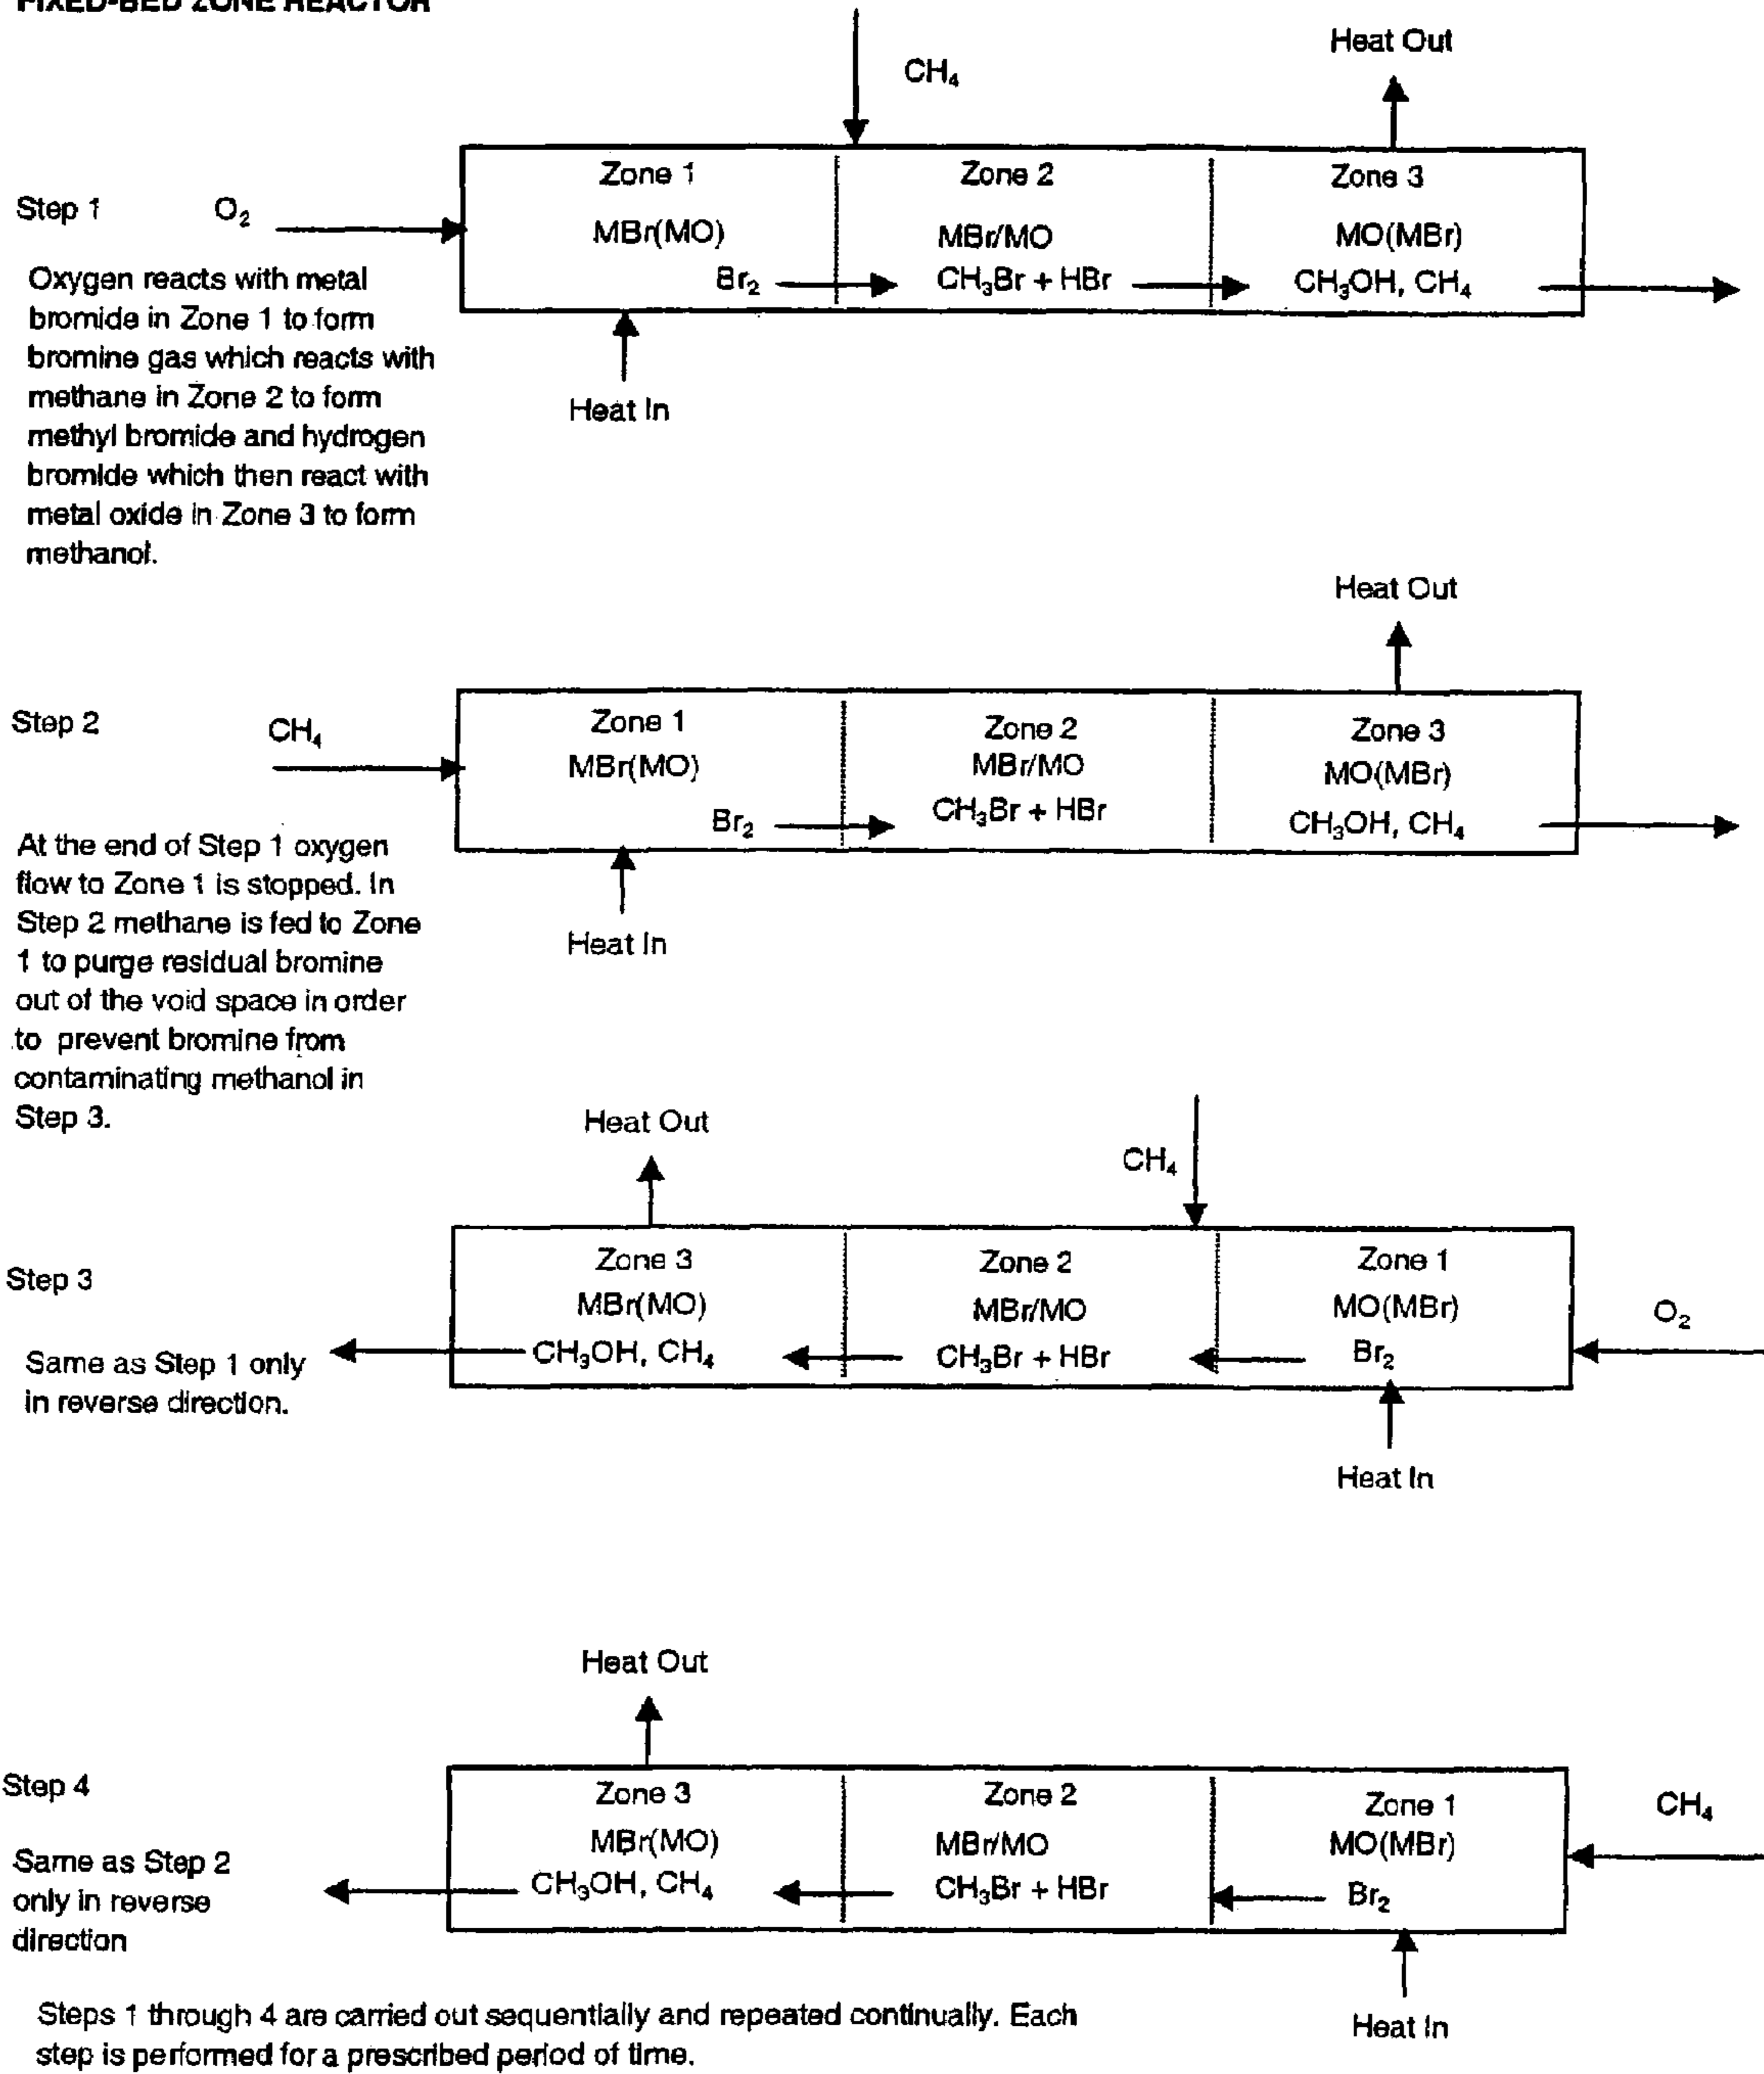 FIXED-BED ZONE REACTOR
CH₄
Heat Out
Step 1
O₂
Zone 1
Zone 2
Zone 3
MBr(MO)
MBr/MO
MO(MBr)
Br₂
CH₃Br + HBr
CH₃OH, CH₄
Heat In
Oxygen reacts with metal
bromide in Zone 1 to form
bromine gas which reacts with
methane in Zone 2 to form
methyl bromide and hydrogen
bromide which then react with
metal oxide in Zone 3 to form
methanol.
Heat Out
Step 2
CH₄
Zone 1
Zone 2
Zone 3
MBr(MO)
MBr/MO
MO(MBr)
Br₂
CH₃Br + HBr
CH₃OH, CH₄
Heat In
At the end of Step 1 oxygen
flow to Zone 1 is stopped. In
Step 2 methane is fed to Zone
1 to purge residual bromine
out of the void space in order
to prevent bromine from
contaminating methanol in
Step 3.
Heat Out
CH₄
Step 3
Zone 3
Zone 2
Zone 1
MBr(MO)
MBr/MO
MO(MBr)
O₂
CH₃OH, CH₄
CH₃Br + HBr
Br₂
Same as Step 1 only
in reverse direction.
Heat In
Heat Out
Step 4
Zone 3
Zone 2
Zone 1
CH₄
MBr(MO)
MBr/MO
MO(MBr)
CH₃OH, CH₄
CH₃Br + HBr
Br₂
Same as Step 2
only in reverse
direction
Heat In
Steps 1 through 4 are carried out sequentially and repeated continually. Each
step is performed for a prescribed period of time.